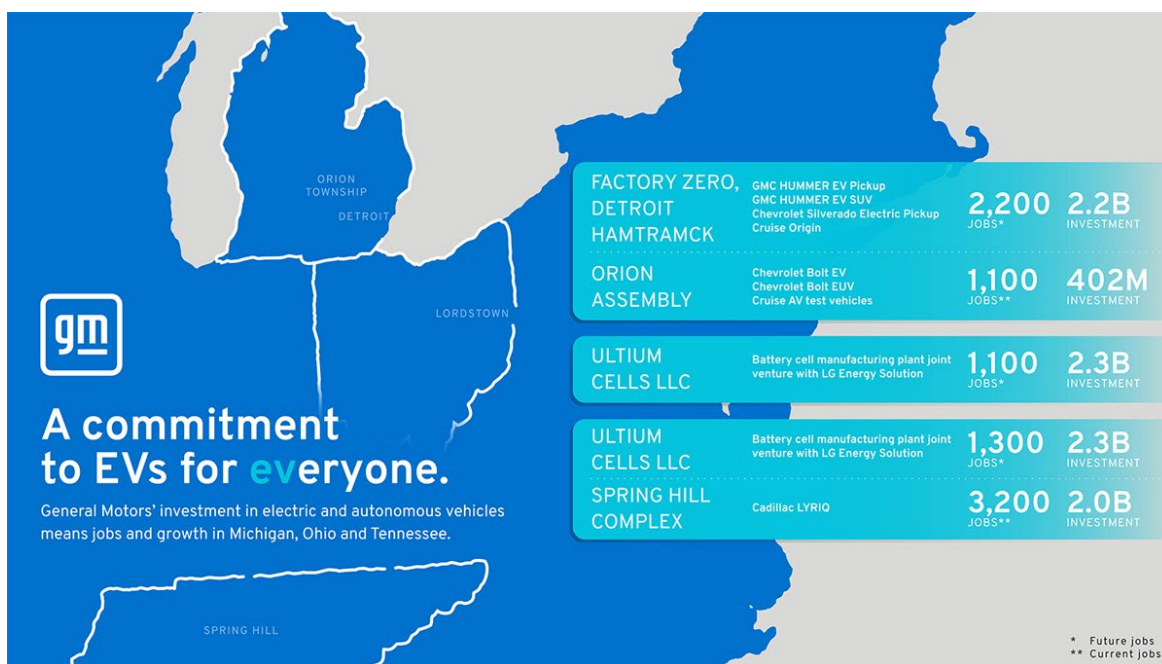 ORION
TOWNSHIP
DETROIT
LORDSTOWN
gm
A commitment
to EVs for everyone.
General Motors' investment in electric and autonomous vehicles
means jobs and growth in Michigan, Ohio and Tennessee.
SPRING HILL
FACTORY ZERO,
DETROIT
HAMTRAMCK
GMC HUMMER EV Pickup
GMC HUMMER EV SUV
Chevrolet Silverado Electric Pickup
Cruise Origin
2,200
JOBS*
2.2B
INVESTMENT
ORION
ASSEMBLY
Chevrolet Bolt EV
Chevrolet Bolt EUV
Cruise AV test vehicles
1,100
JOBS**
402M
INVESTMENT
ULTIUM
CELLS LLC
Battery cell manufacturing plant joint
venture with LG Energy Solution
1,100
JOBS*
2.3B
INVESTMENT
ULTIUM
CELLS LLC
Battery cell manufacturing plant joint
venture with LG Energy Solution
1,300
JOBS*
2.3B
INVESTMENT
SPRING HILL
COMPLEX
Cadillac LYRIQ
3,200
JOBS**
2.0B
INVESTMENT
* Future jobs
** Current jobs